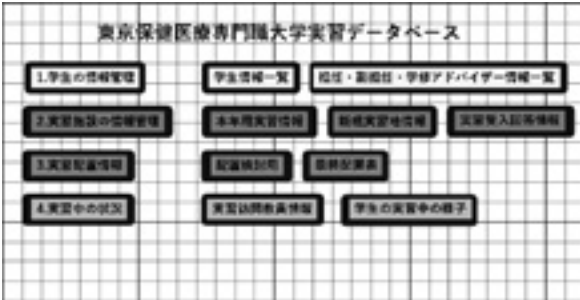 東京保健医療専門職大学実習データベース
1.学生の情報管理 学生情報一覧 担任・副担任・学修アドバイザー情報一覧
2.実習施設の情報管理 本年間実習情報 新規実習地情報 実習受入回答情報
3.実習配置情報 配置検討用 最終配置表
4.実習中の状況 実習訪問教員情報 学生の実習中の様子